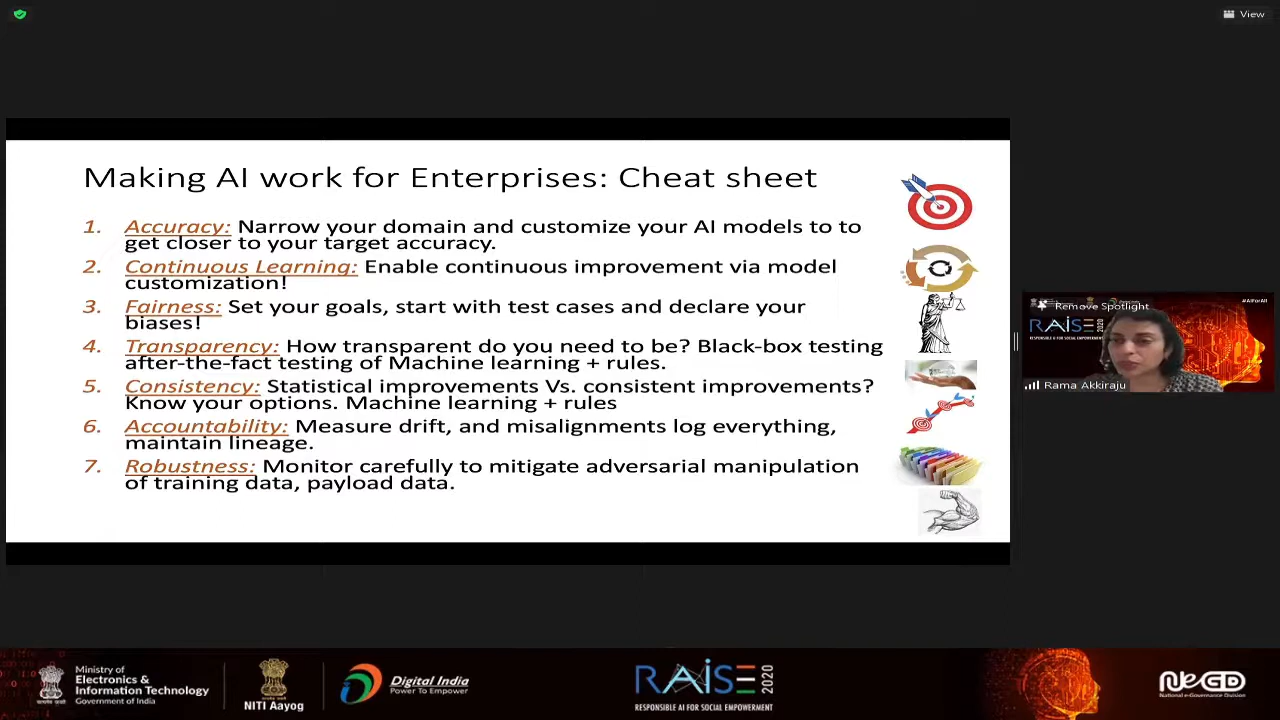 View
Making AI work for Enterprises: Cheat sheet
1. Accuracy: Narrow your domain and customize your AI models to to
get closer to your target accuracy.
2. Continuous Learning: Enable continuous improvement via model
customization!
3. Fairness: Set your goals, start with test cases and declare your
biases!
4. Transparency: How transparent do you need to be? Black-box testing
after-the-fact testing of Machine learning + rules.
5. Consistency: Statistical improvements Vs. consistent improvements?
Know your options. Machine learning + rules
6. Accountability: Measure drift, and misalignments log everything,
maintain lineage.
7. Robustness: Monitor carefully to mitigate adversarial manipulation
of training data, payload data.
#AIForAll
Remove Spotlight
RAISE 2020
RESPONSIBLE AI FOR SOCIAL EMPOWERMENT
Rama Akkiraju
Ministry of
Electronics &
Information Technology
Government of India
NITI Aayog
Digital India
Power To Empower
RAISE 2020
RESPONSIBLE AI FOR SOCIAL EMPOWERMENT
NeGD
National e-Governance Division